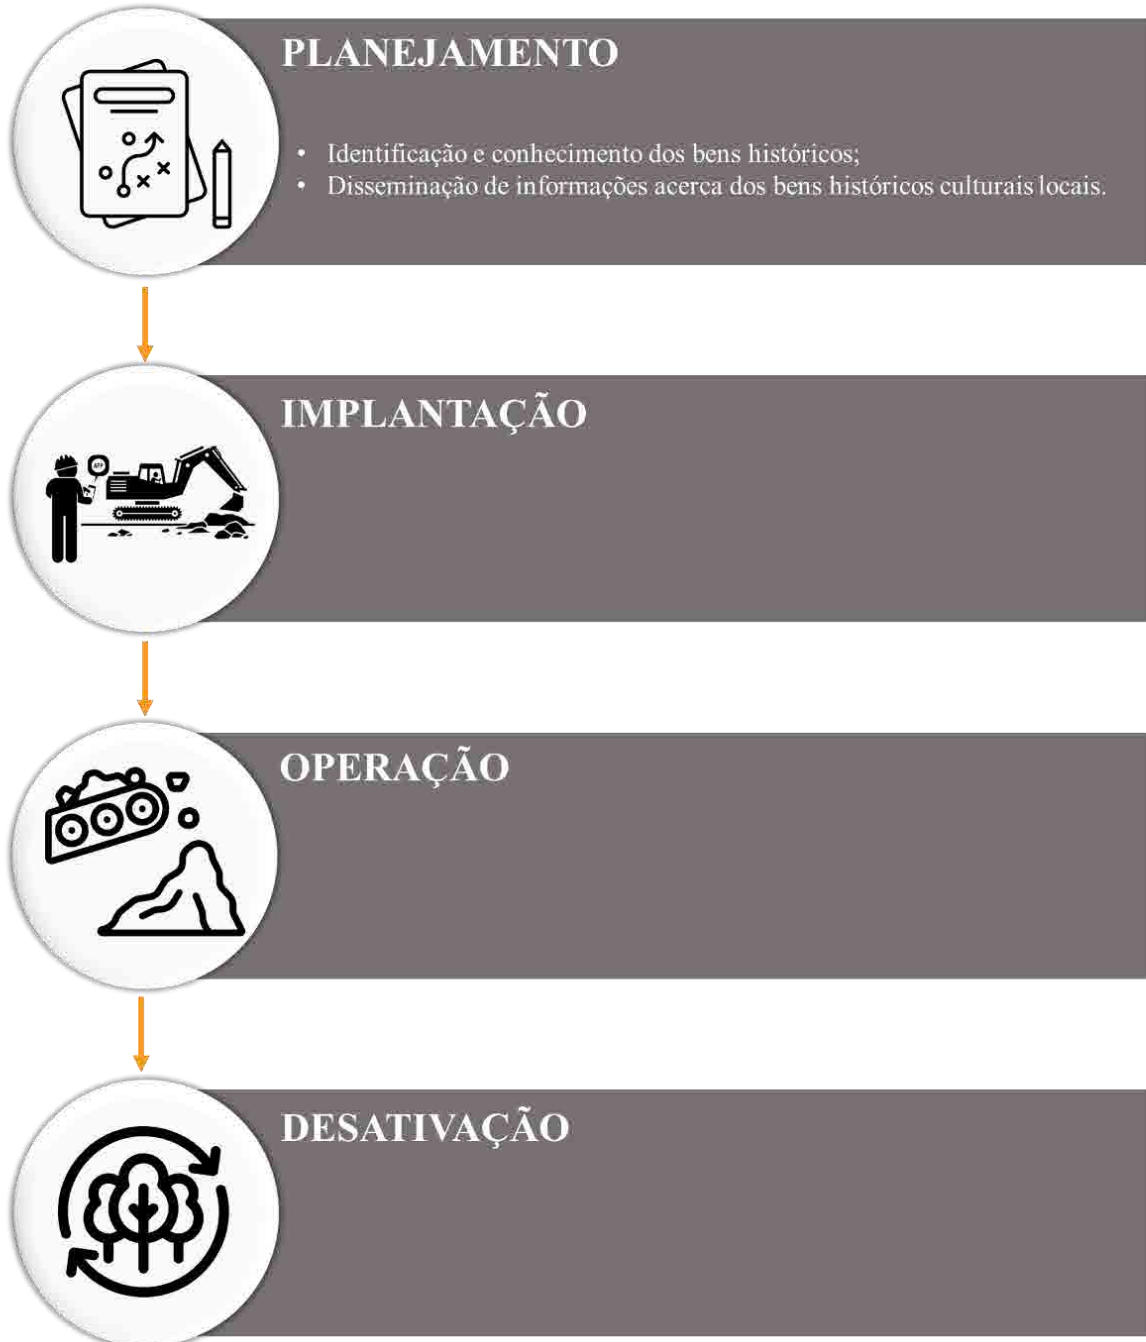 PLANEJAMENTO
• Identificação e conhecimento dos bens históricos;
• Disseminação de informações acerca dos bens históricos culturais locais.
IMPLANTAÇÃO
OPERAÇÃO
DESATIVAÇÃO